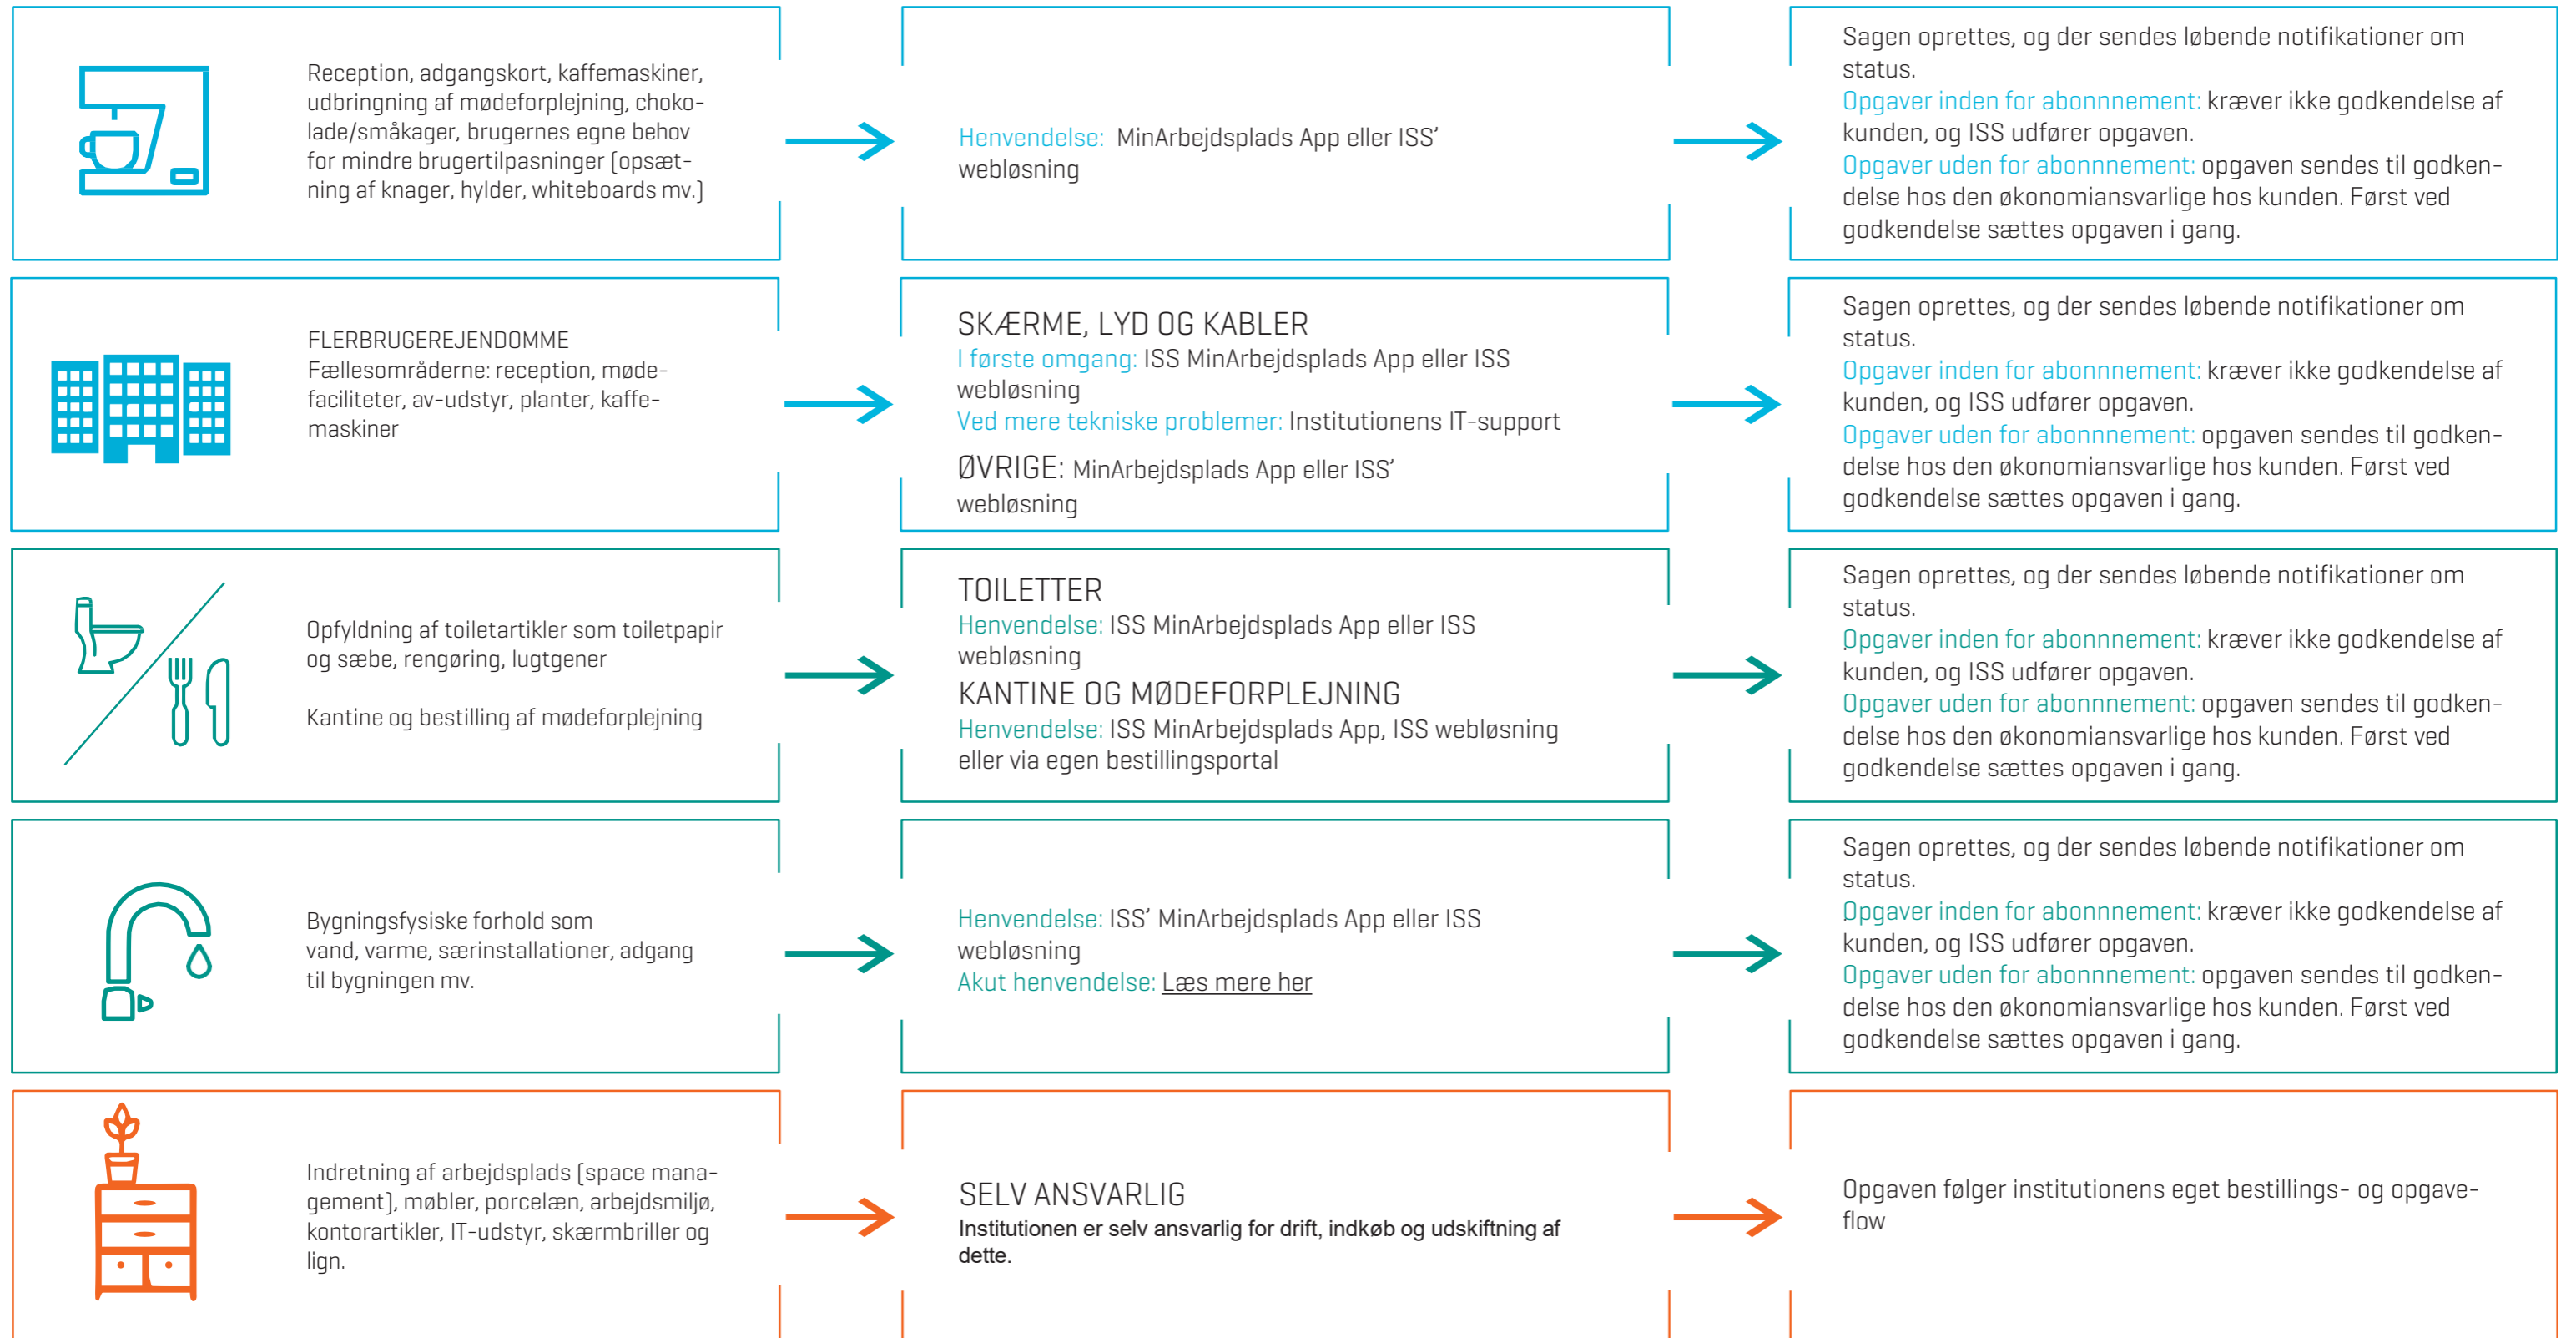 Reception, adgangskort, kaffemaskiner,
udbringning af mødeforplejning, choko-
lade/småkager, brugernes egne behov
for mindre brugertilpasninger (opsæt-
ning af knager, hylder, whiteboards mv.)
Henvendelse: MinArbejdsplads App eller ISS’
webløsning
Sagen oprettes, og der sendes løbende notifikationer om
status.
Opgaver inden for abonnnement: kræver ikke godkendelse af
kunden, og ISS udfører opgaven.
Opgaver uden for abonnnement: opgaven sendes til godken-
delse hos den økonomiansvarlige hos kunden. Først ved
godkendelse sættes opgaven i gang.
FLERBRUGEREJENDOMME
Fællesområderne: reception, møde-
faciliteter, av-udstyr, planter, kaffe-
maskiner
SKÆRME, LYD OG KABLER
I første omgang: ISS MinArbejdsplads App eller ISS
webløsning
Ved mere tekniske problemer: Institutionens IT-support
ØVRIGE: MinArbejdsplads App eller ISS’
webløsning
Sagen oprettes, og der sendes løbende notifikationer om
status.
Opgaver inden for abonnnement: kræver ikke godkendelse af
kunden, og ISS udfører opgaven.
Opgaver uden for abonnnement: opgaven sendes til godken-
delse hos den økonomiansvarlige hos kunden. Først ved
godkendelse sættes opgaven i gang.
Opfyldning af toiletartikler som toiletpapir
og sæbe, rengøring, lugtgener
Kantine og bestilling af mødeforplejning
TOILETTER
Henvendelse: ISS MinArbejdsplads App eller ISS
webløsning
KANTINE OG MØDEFORPLEJNING
Henvendelse: ISS MinArbejdsplads App, ISS webløsning
eller via egen bestillingsportal
Sagen oprettes, og der sendes løbende notifikationer om
status.
Opgaver inden for abonnnement: kræver ikke godkendelse af
kunden, og ISS udfører opgaven.
Opgaver uden for abonnnement: opgaven sendes til godken-
delse hos den økonomiansvarlige hos kunden. Først ved
godkendelse sættes opgaven i gang.
Bygningsfysiske forhold som
vand, varme, særinstallationer, adgang
til bygningen mv.
Henvendelse: ISS’ MinArbejdsplads App eller ISS
webløsning
Akut henvendelse: Læs mere her
Sagen oprettes, og der sendes løbende notifikationer om
status.
Opgaver inden for abonnnement: kræver ikke godkendelse af
kunden, og ISS udfører opgaven.
Opgaver uden for abonnnement: opgaven sendes til godken-
delse hos den økonomiansvarlige hos kunden. Først ved
godkendelse sættes opgaven i gang.
Indretning af arbejdsplads (space mana-
gement), møbler, porcelæn, arbejdsmiljø,
kontorartikler, IT-udstyr, skærmbriller og
lign.
SELV ANSVARLIG
Institutionen er selv ansvarlig for drift, indkøb og udskiftning af
dette.
Opgaven følger institutionens eget bestillings- og opgave-
flow